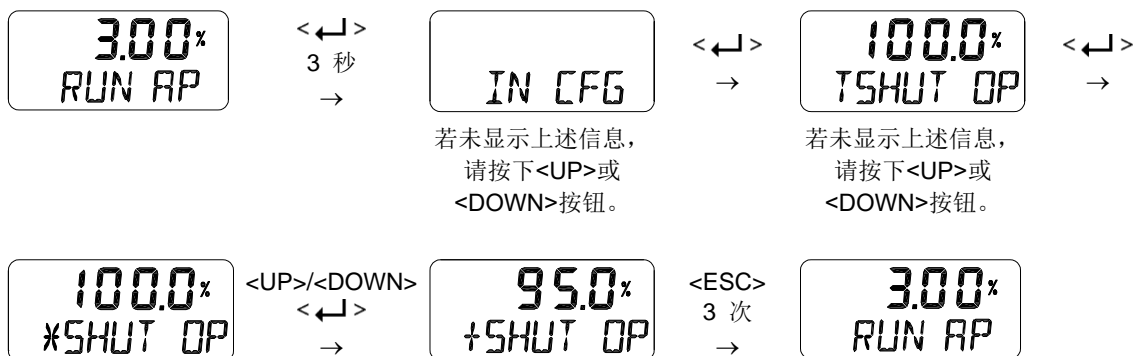 3.00%
RUN AP
<↵>
3 秒
→
IN CFG
<↵>
→
100.0%
TSHUT OP
<↵>
→
若未显示上述信息，
请按下<UP>或
<DOWN>按钮。
若未显示上述信息，
请按下<UP>或
<DOWN>按钮。
100.0%
*SHUT OP
<UP>/<DOWN>
<↵>
→
95.0%
+SHUT OP
<ESC>
3 次
→
3.00%
RUN AP